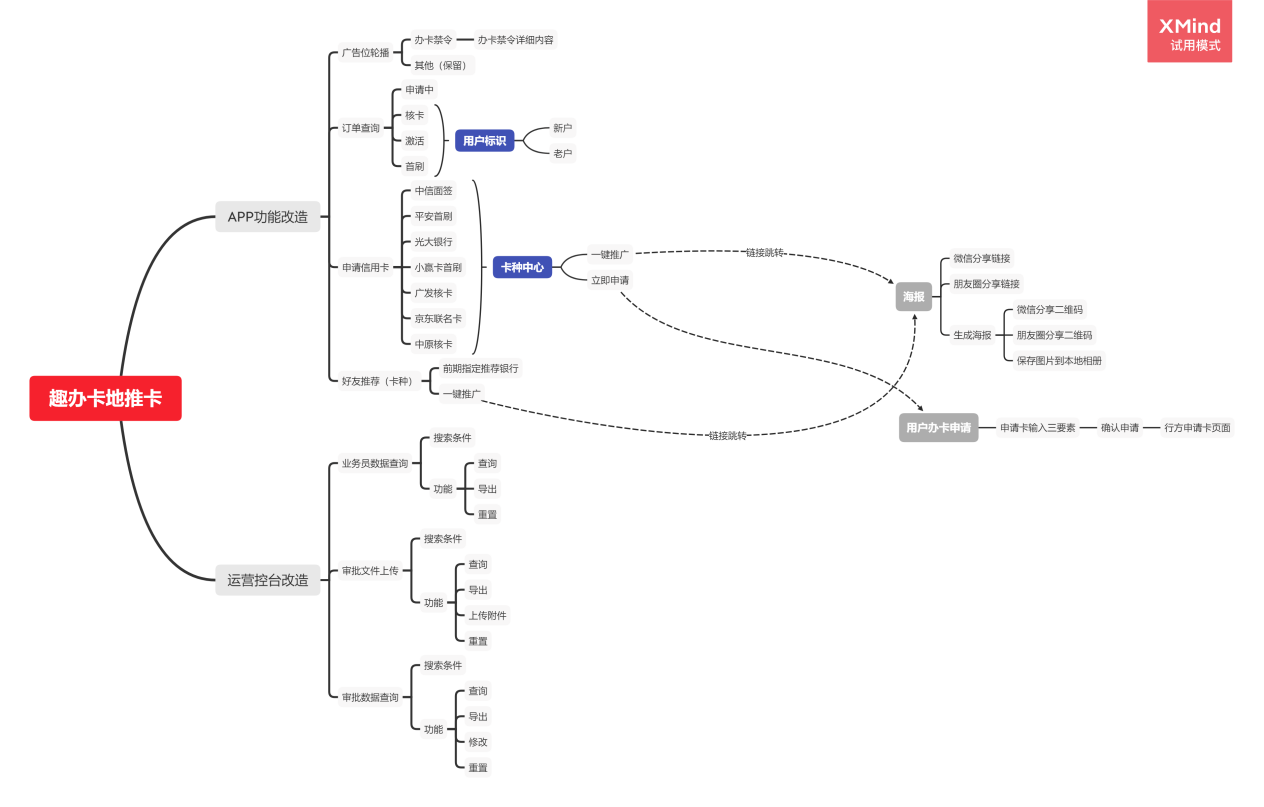 XMind
试用模式
趣办卡地推卡
APP功能改造
广告位轮播
办卡禁令
办卡禁令详细内容
其他（保留）
订单查询
申请中
核卡
激活
首刷
用户标识
新户
老户
申请信用卡
中信面签
平安首刷
光大银行
小赢卡首刷
广发核卡
京东联名卡
中原核卡
卡种中心
一键推广
立即申请
链接跳转
好友推荐（卡种）
前期指定推荐银行
一键推广
链接跳转
海报
微信分享链接
朋友圈分享链接
生成海报
微信分享二维码
朋友圈分享二维码
保存图片到本地相册
用户办卡申请
申请卡输入三要素
确认申请
行方申请卡页面
运营控台改造
业务员数据查询
搜索条件
功能
查询
导出
重置
审批文件上传
搜索条件
功能
查询
导出
上传附件
重置
审批数据查询
搜索条件
功能
查询
导出
修改
重置